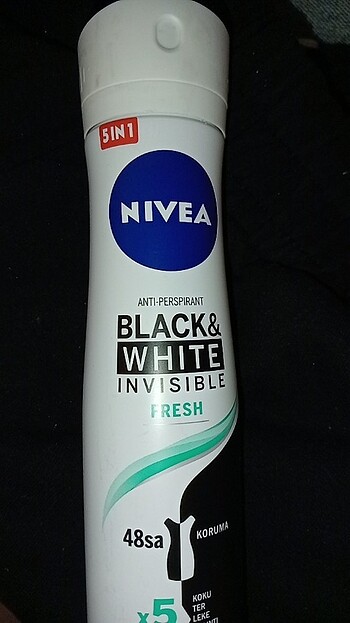 5 IN 1
NIVEA
ANTI-PERSPIRANT
BLACK&
WHITE
INVISIBLE
FRESH
48sa KORUMA
x5
KOKU
TER
LEKE